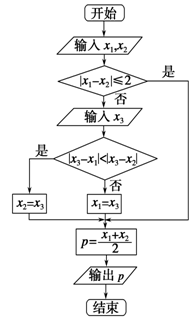 开始
输入 x₁,x₂
|x₁-x₂|≤2
是
否
输入 x₃
是
|x₃-x₁|<|x₃-x₂|
否
x₂=x₃
x₁=x₃
p=\frac{x₁+x₂}{2}
输出 p
结束